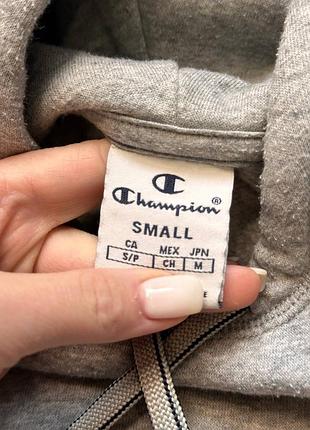 Champion®
SMALL
CA MEX JPN
S/P CH M
E